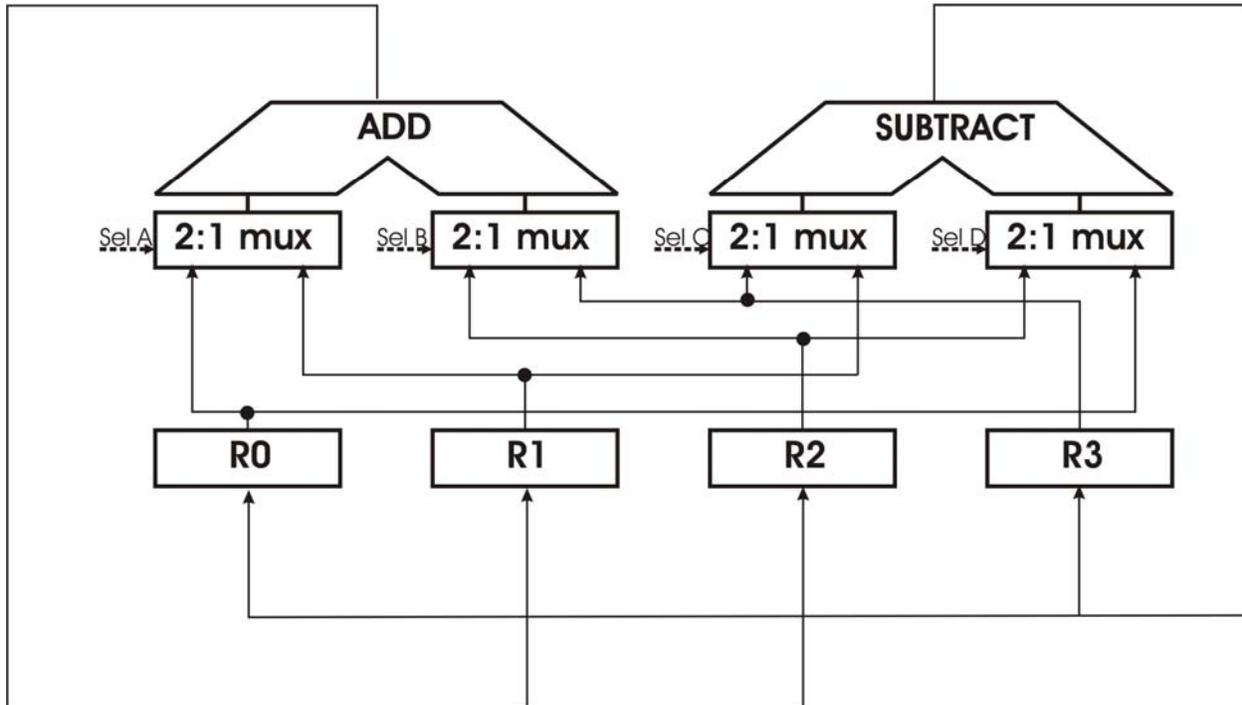 ADD
SUBTRACT
Sel A
2:1 mux
Sel B
2:1 mux
Sel C
2:1 mux
Sel D
2:1 mux
R0
R1
R2
R3